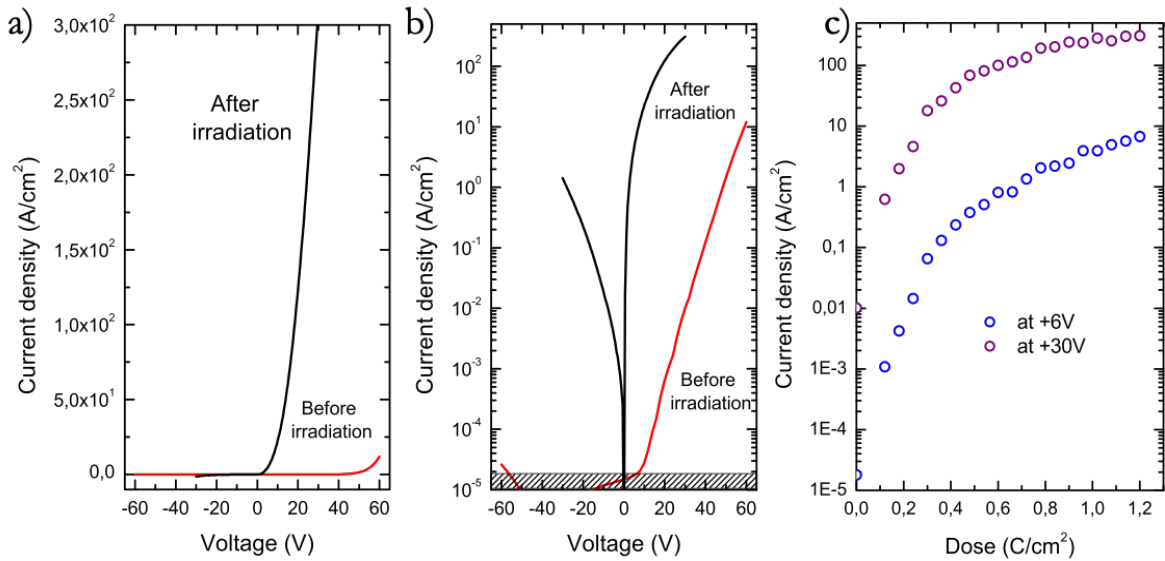 a)
3,0x10²
2,5x10²
2,0x10²
1,5x10²
1,0x10²
5,0x10¹
0,0
Current density (A/cm²)
After
irradiation
Before
irradiation
-60 -40 -20 0 20 40 60
Voltage (V)
b)
10²
10¹
10⁰
10⁻¹
10⁻²
10⁻³
10⁻⁴
10⁻⁵
Current density (A/cm²)
After
irradiation
Before
irradiation
-60 -40 -20 0 20 40 60
Voltage (V)
c)
100
10
1
0,1
0,01
1E-3
1E-4
1E-5
Current density (A/cm²)
at +6V
at +30V
0,0 0,2 0,4 0,6 0,8 1,0 1,2
Dose (C/cm²)